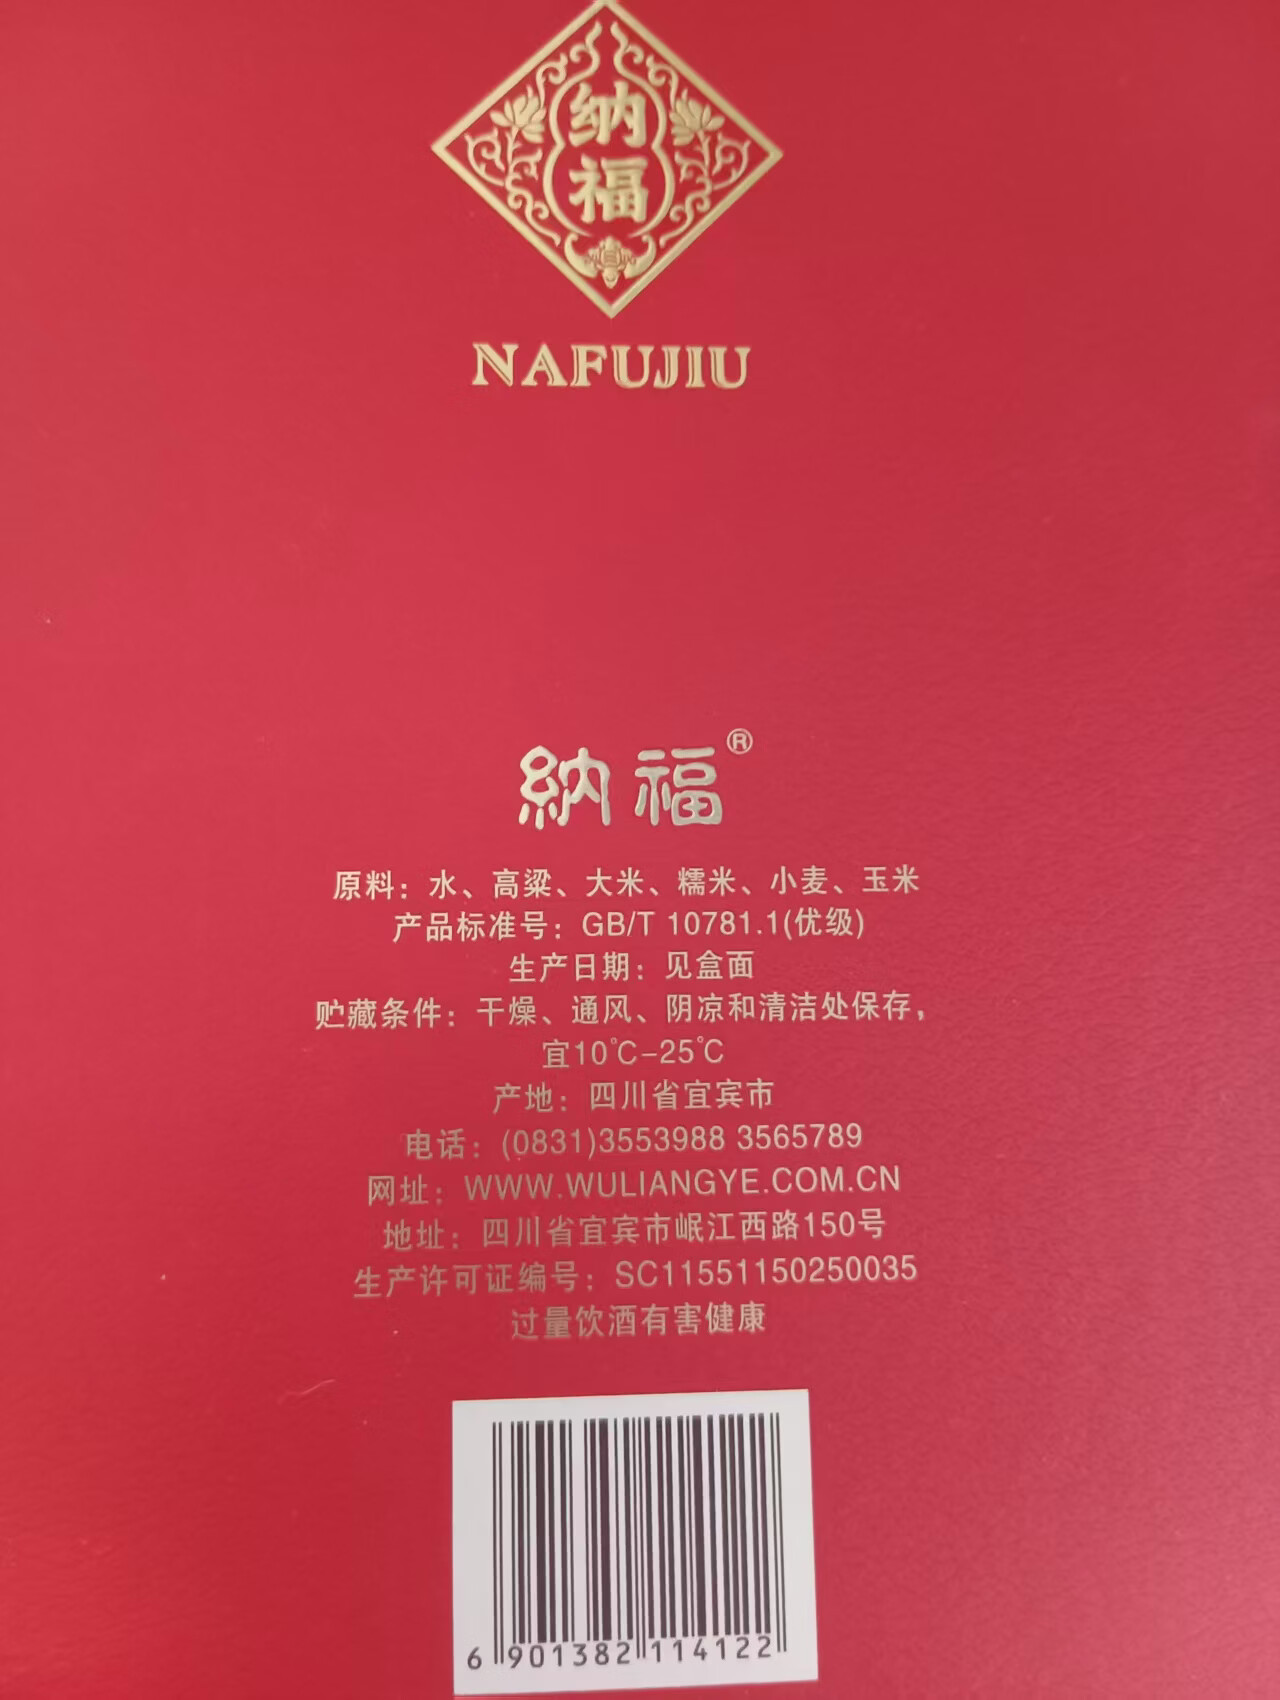 纳
福
NAFUJIU
納福®
原料：水、高粱、大米、糯米、小麦、玉米
产品标准号：GB/T 10781.1(优级)
生产日期：见盒面
贮藏条件：干燥、通风、阴凉和清洁处保存，
宜10℃-25℃
产地：四川省宜宾市
电话：(0831)3553988 3565789
网址：WWW.WULIANGYE.COM.CN
地址：四川省宜宾市岷江西路150号
生产许可证编号：SC11551150250035
过量饮酒有害健康
6 901382 114122